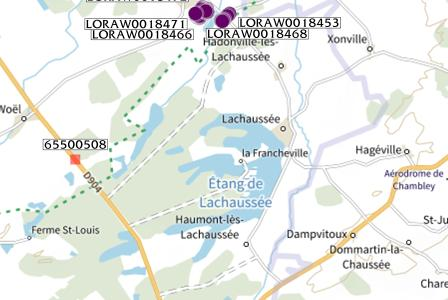 LORAW0018471
LORAW0018453
LORAW0018466
LORAW0018468
Hadonville-lès-
Lachaussée
Xonville
Woël
Lachaussée
65500508
la Francheville
Hagéville
Aérodrome de
Chambley
D904
Étang de
Lachaussée
Haumont-lès-
Lachaussée
Ferme St-Louis
Dampvitoux
Dommartin-la-
Chaussée
St-Ju
Char